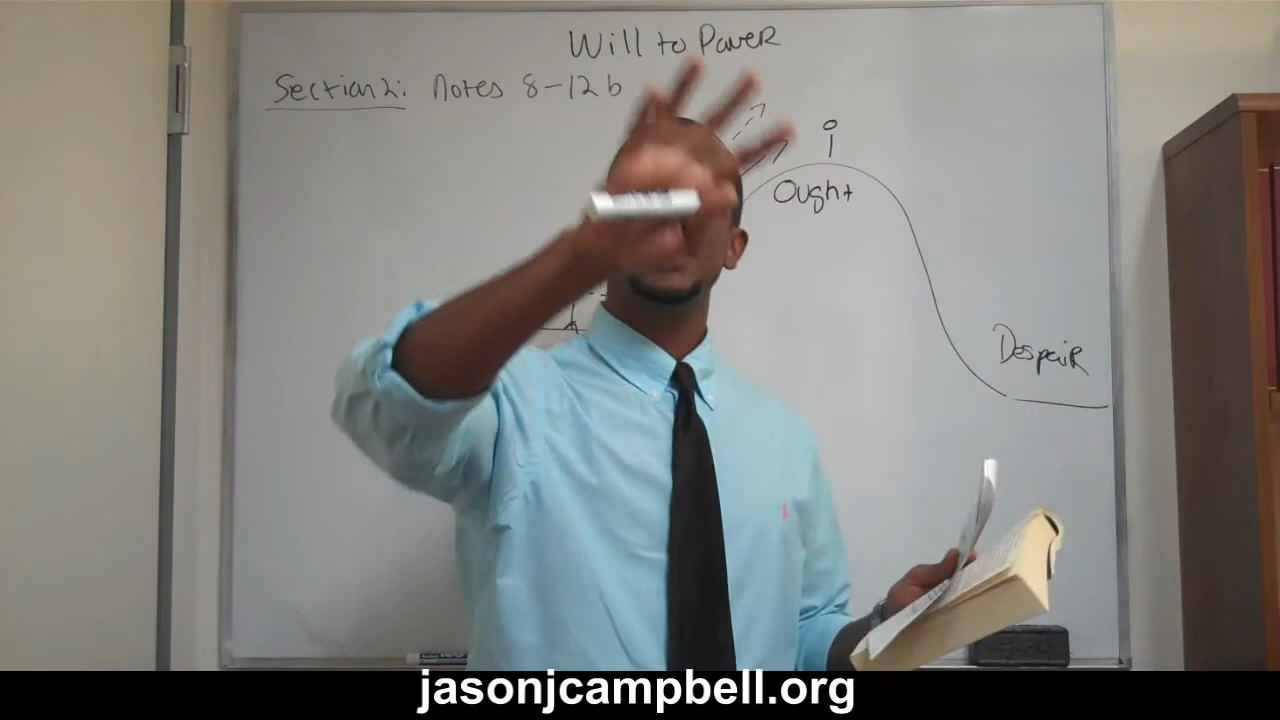 Will to Power
Section 2: Notes 8-12b
Ought
Despair
jasonjcampbell.org